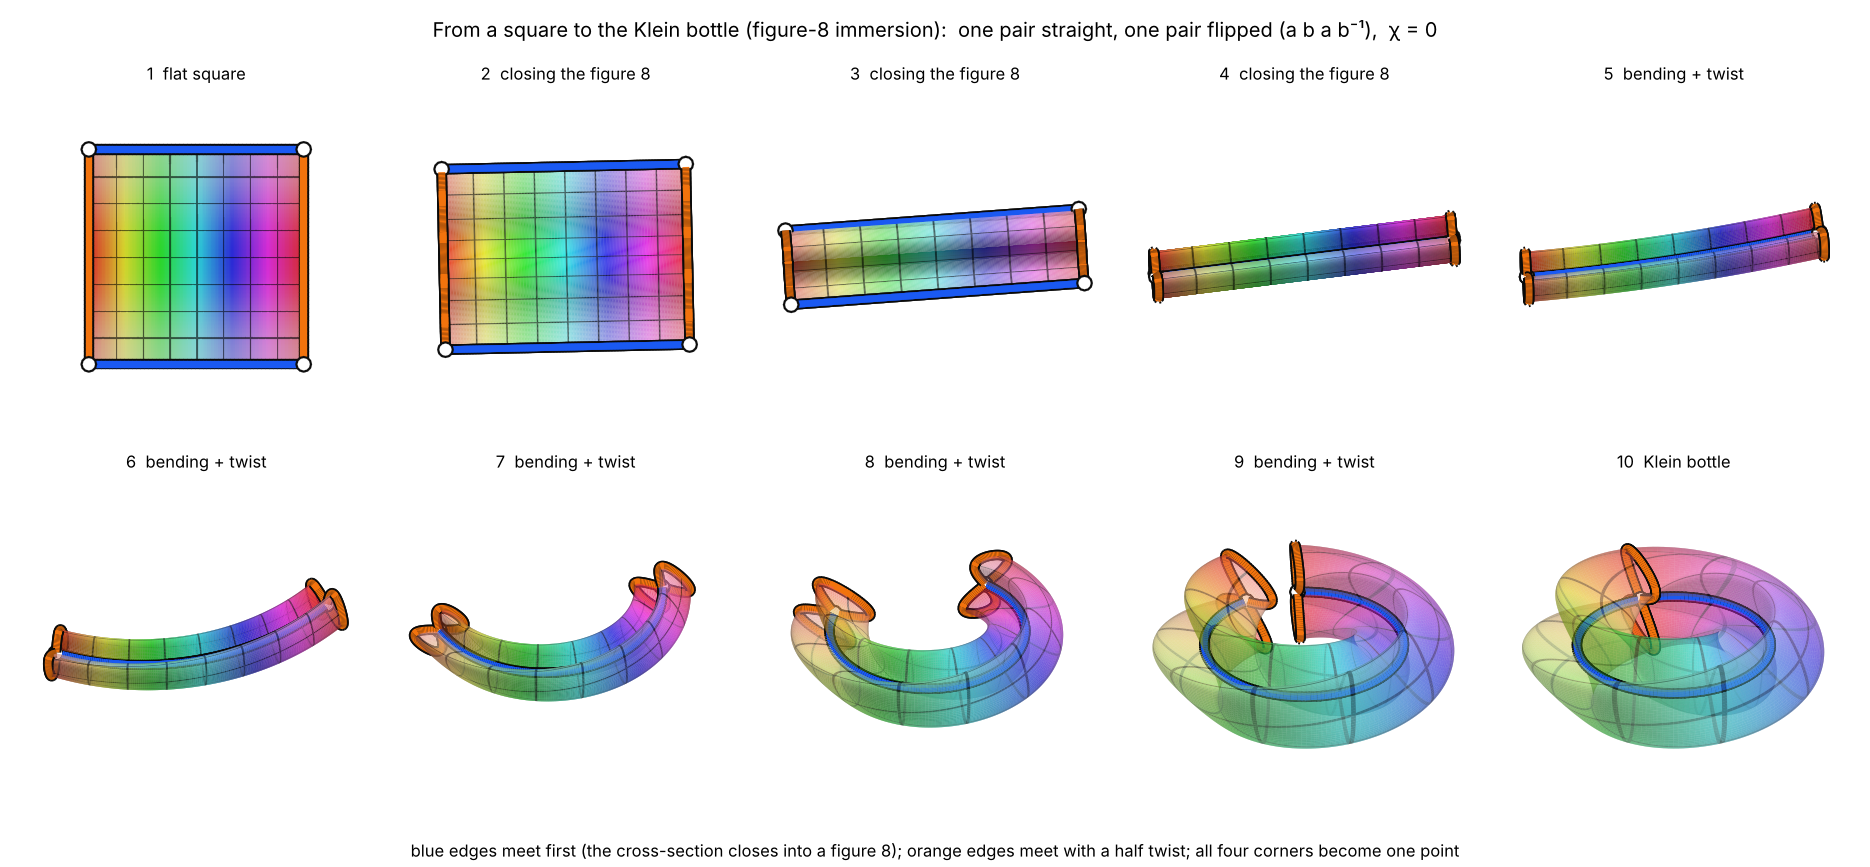 From a square to the Klein bottle (figure-8 immersion):  one pair straight, one pair flipped (a b a b⁻¹),  χ = 0
1  flat square
2  closing the figure 8
3  closing the figure 8
4  closing the figure 8
5  bending + twist
6  bending + twist
7  bending + twist
8  bending + twist
9  bending + twist
10  Klein bottle
blue edges meet first (the cross-section closes into a figure 8); orange edges meet with a half twist; all four corners become one point